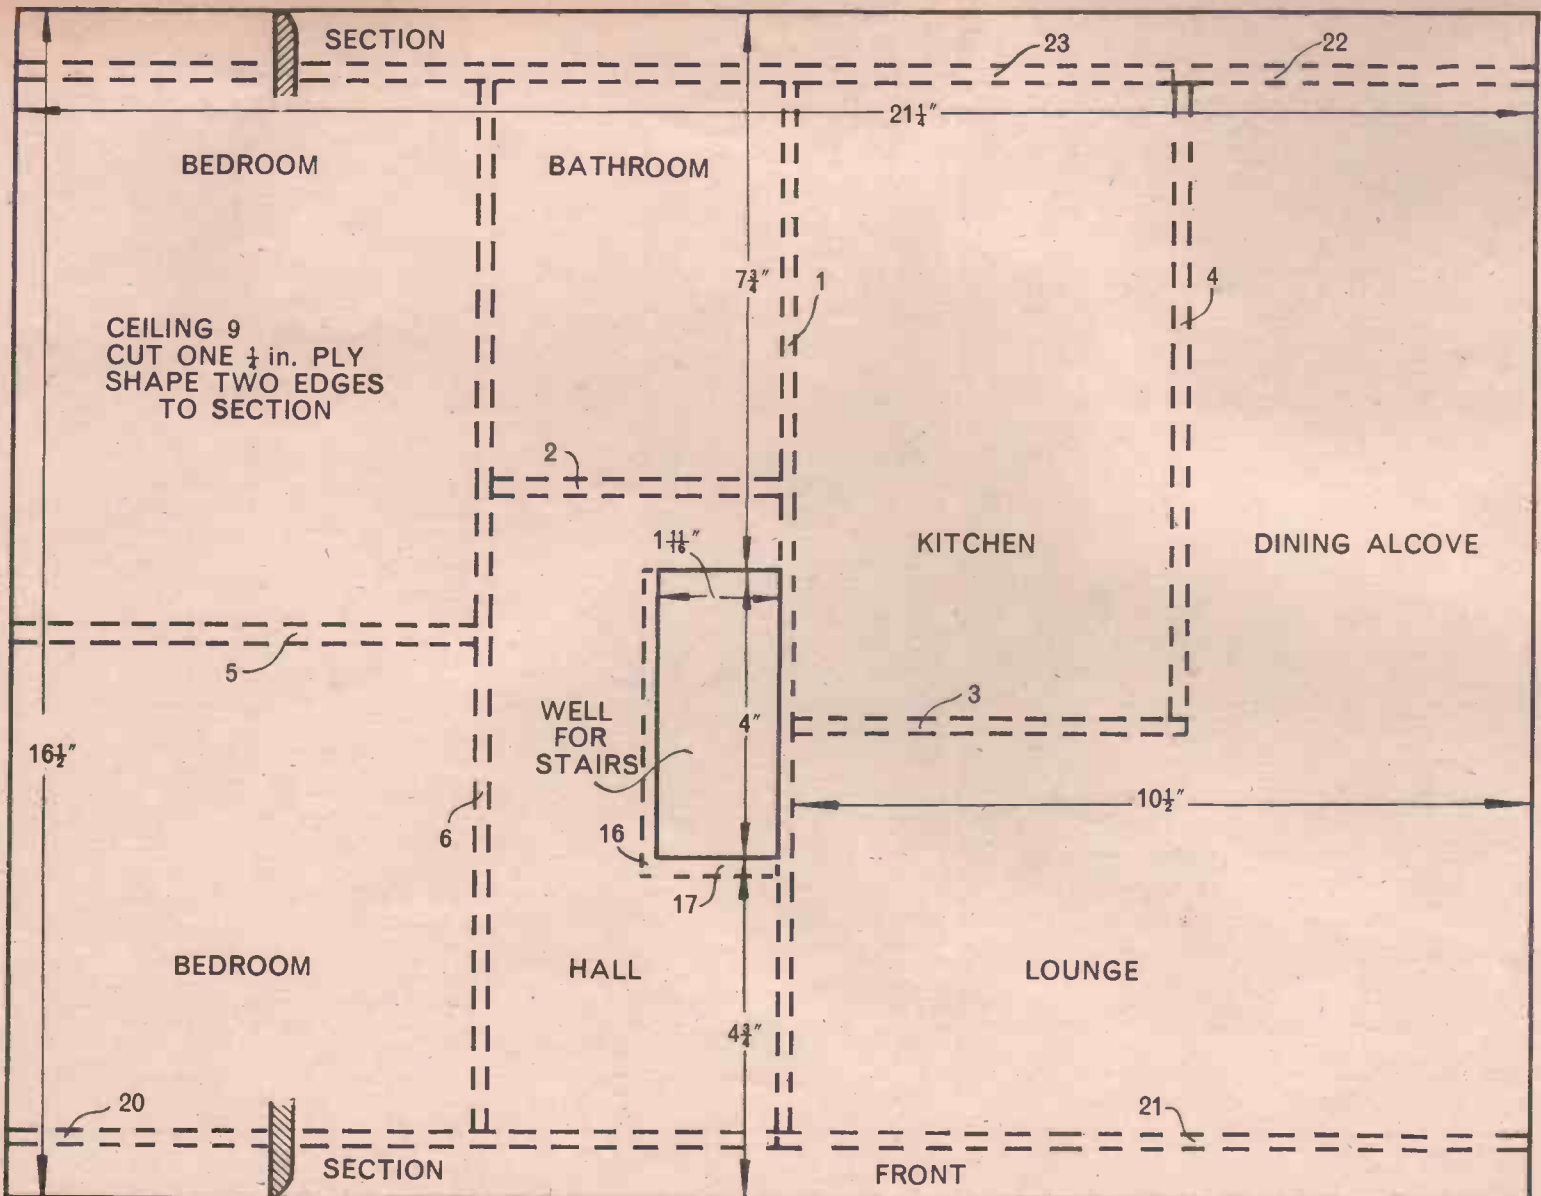 SECTION
23
22
21¼"
BEDROOM
BATHROOM
7¾"
1
4
CEILING 9
CUT ONE ¼ in. PLY
SHAPE TWO EDGES
TO SECTION
2
1 11/16"
KITCHEN
DINING ALCOVE
5
3
WELL
FOR
STAIRS
4"
16½"
10½"
6
16
17
BEDROOM
HALL
LOUNGE
4¾"
20
21
SECTION
FRONT